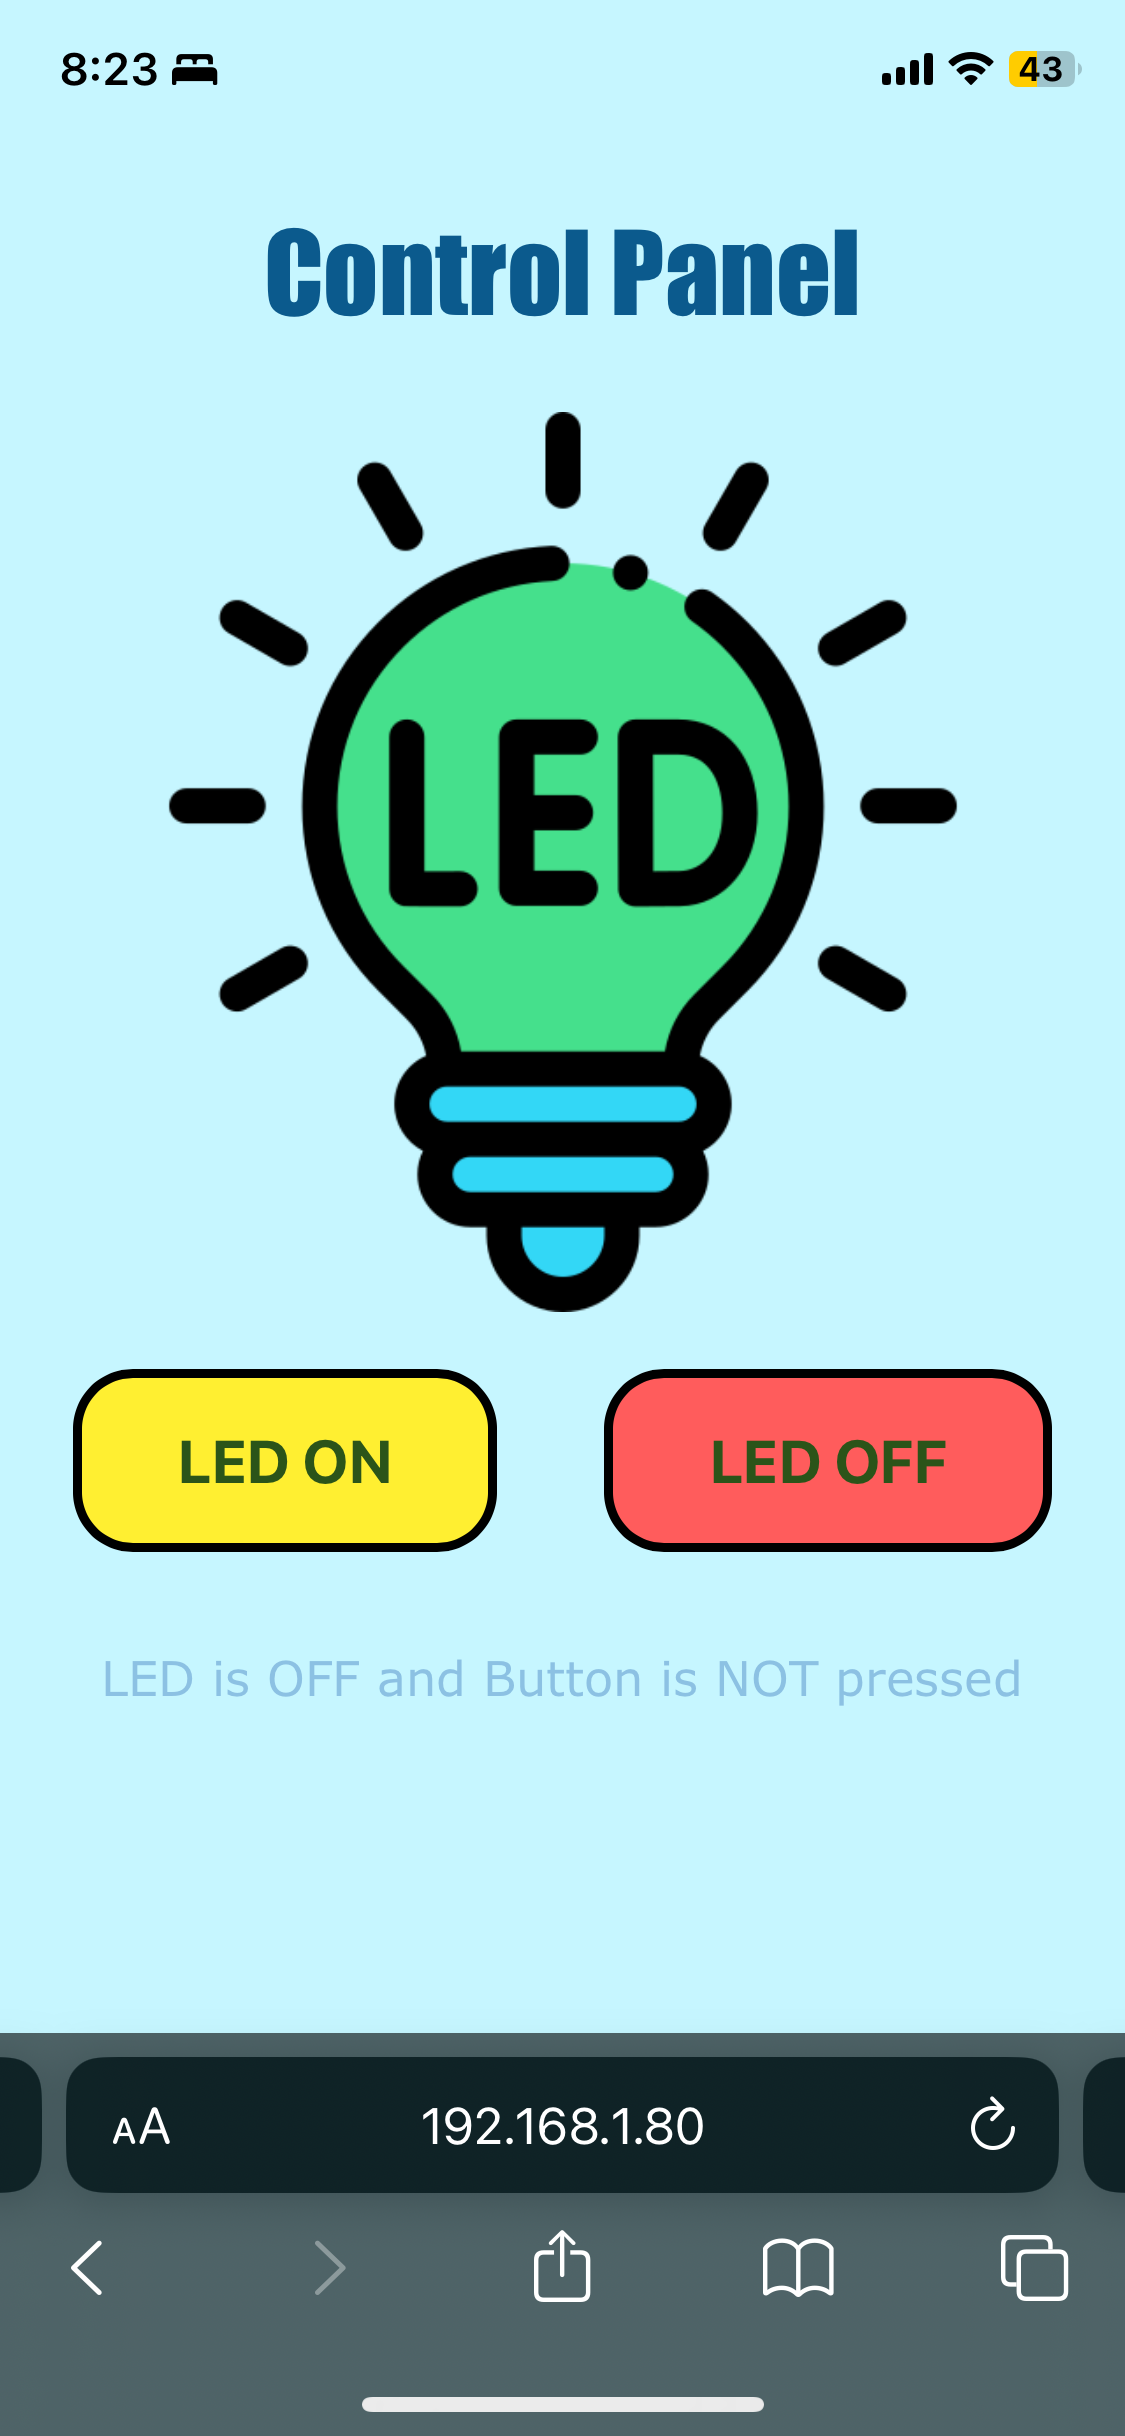 8:23
43
Control Panel
LED
LED ON
LED OFF
LED is OFF and Button is NOT pressed
AA
192.168.1.80